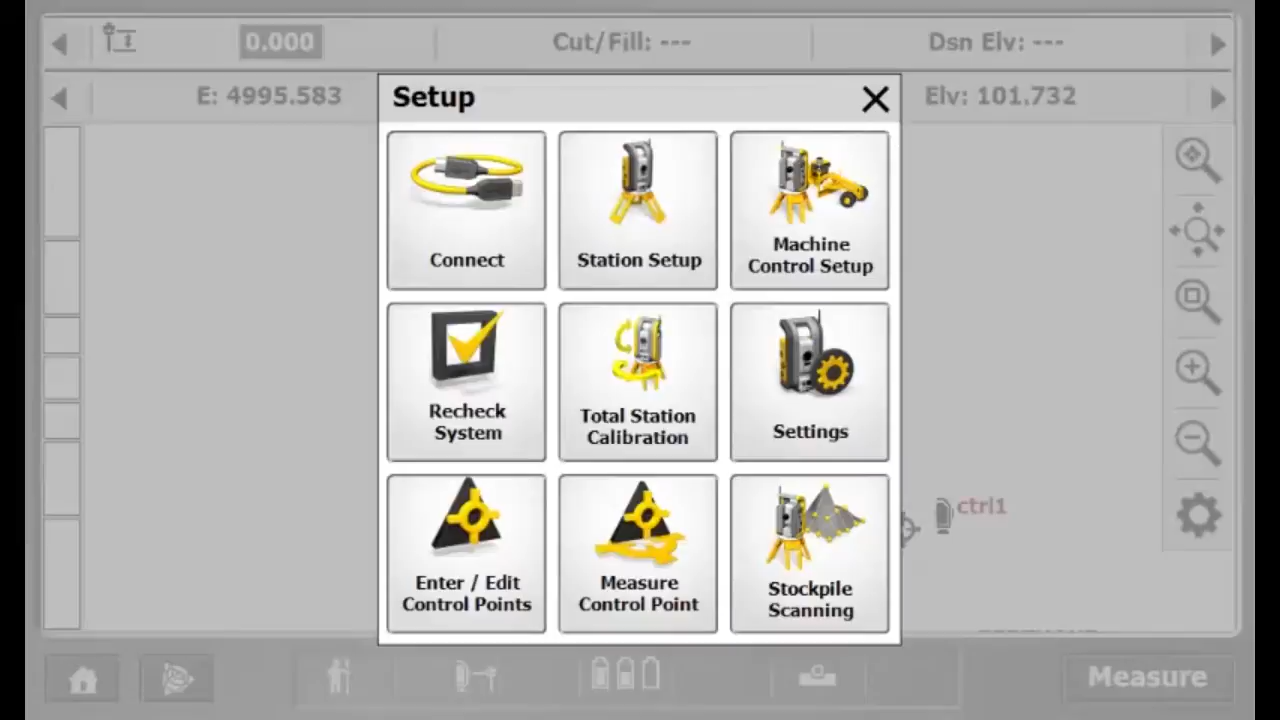 0.000
Cut/Fill: ---
Dsn Elv: ---
E: 4995.583
Elv: 101.732
Setup
Connect
Station Setup
Machine
Control Setup
Recheck
System
Total Station
Calibration
Settings
Enter / Edit
Control Points
Measure
Control Point
Stockpile
Scanning
ctrl1
Measure